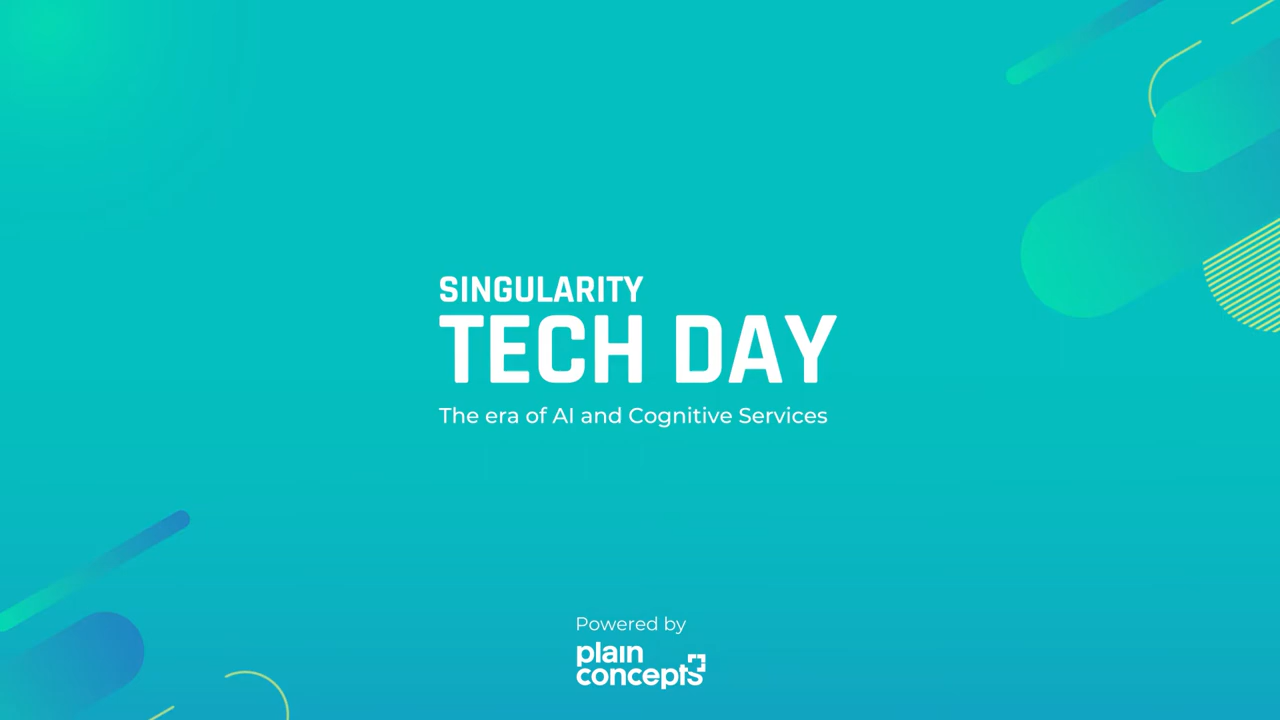 SINGULARITY
TECH DAY
The era of AI and Cognitive Services
Powered by
plain
concepts